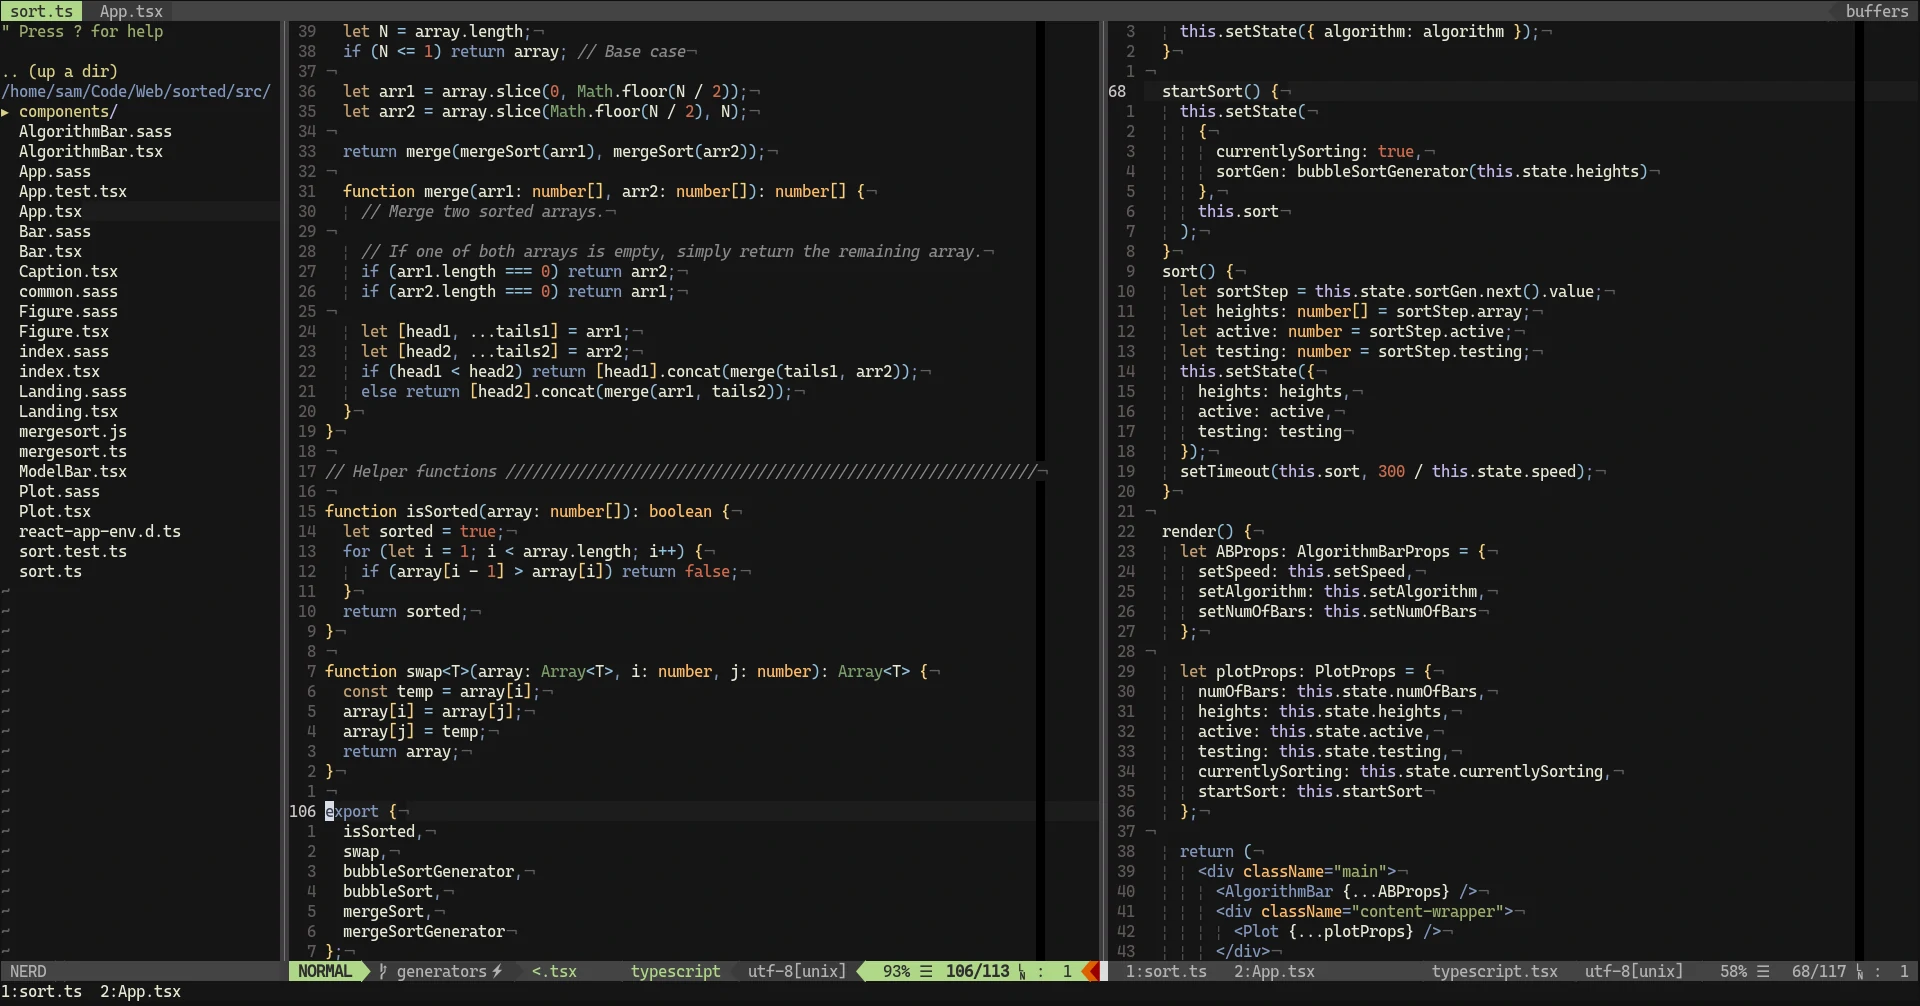 sort.ts  App.tsx  buffers
" Press ? for help
.. (up a dir)
/home/sam/Code/Web/sorted/src/
▸ components/
AlgorithmBar.sass
AlgorithmBar.tsx
App.sass
App.test.tsx
App.tsx
Bar.sass
Bar.tsx
Caption.tsx
common.sass
Figure.sass
Figure.tsx
index.sass
index.tsx
Landing.sass
Landing.tsx
mergesort.js
mergesort.ts
ModelBar.tsx
Plot.sass
Plot.tsx
react-app-env.d.ts
sort.test.ts
sort.ts
NERD
39   let N = array.length;¬
38   if (N <= 1) return array; // Base case¬
37 ¬
36   let arr1 = array.slice(0, Math.floor(N / 2));¬
35   let arr2 = array.slice(Math.floor(N / 2), N);¬
34 ¬
33   return merge(mergeSort(arr1), mergeSort(arr2));¬
32 ¬
31   function merge(arr1: number[], arr2: number[]): number[] {¬
30   ¦ // Merge two sorted arrays.¬
29 ¬
28   ¦ // If one of both arrays is empty, simply return the remaining array.¬
27   ¦ if (arr1.length === 0) return arr2;¬
26   ¦ if (arr2.length === 0) return arr1;¬
25 ¬
24   ¦ let [head1, ...tails1] = arr1;¬
23   ¦ let [head2, ...tails2] = arr2;¬
22   ¦ if (head1 < head2) return [head1].concat(merge(tails1, arr2));¬
21   ¦ else return [head2].concat(merge(arr1, tails2));¬
20   }¬
19 }¬
18 ¬
17 // Helper functions ///////////////////////////////////////////////////////////¬
16 ¬
15 function isSorted(array: number[]): boolean {¬
14   let sorted = true;¬
13   for (let i = 1; i < array.length; i++) {¬
12   ¦ if (array[i - 1] > array[i]) return false;¬
11   }¬
10   return sorted;¬
9 }¬
8 ¬
7 function swap<T>(array: Array<T>, i: number, j: number): Array<T> {¬
6   const temp = array[i];¬
5   array[i] = array[j];¬
4   array[j] = temp;¬
3   return array;¬
2 }¬
1 ¬
106 export {¬
1   isSorted,¬
2   swap,¬
3   bubbleSortGenerator,¬
4   bubbleSort,¬
5   mergeSort,¬
6   mergeSortGenerator¬
7 };¬
NORMAL  generators⚡  <.tsx  typescript  utf-8[unix]  93% ☰ 106/113 ㏑ :  1
3   ¦ this.setState({ algorithm: algorithm });¬
2   }¬
1 ¬
68   startSort() {¬
1   ¦ this.setState(¬
2   ¦ ¦ {¬
3   ¦ ¦ ¦ currentlySorting: true,¬
4   ¦ ¦ ¦ sortGen: bubbleSortGenerator(this.state.heights)¬
5   ¦ ¦ },¬
6   ¦ ¦ this.sort¬
7   ¦ );¬
8   }¬
9   sort() {¬
10   ¦ let sortStep = this.state.sortGen.next().value;¬
11   ¦ let heights: number[] = sortStep.array;¬
12   ¦ let active: number = sortStep.active;¬
13   ¦ let testing: number = sortStep.testing;¬
14   ¦ this.setState({¬
15   ¦ ¦ heights: heights,¬
16   ¦ ¦ active: active,¬
17   ¦ ¦ testing: testing¬
18   ¦ });¬
19   ¦ setTimeout(this.sort, 300 / this.state.speed);¬
20   }¬
21 ¬
22   render() {¬
23   ¦ let ABProps: AlgorithmBarProps = {¬
24   ¦ ¦ setSpeed: this.setSpeed,¬
25   ¦ ¦ setAlgorithm: this.setAlgorithm,¬
26   ¦ ¦ setNumOfBars: this.setNumOfBars¬
27   ¦ };¬
28 ¬
29   ¦ let plotProps: PlotProps = {¬
30   ¦ ¦ numOfBars: this.state.numOfBars,¬
31   ¦ ¦ heights: this.state.heights,¬
32   ¦ ¦ active: this.state.active,¬
33   ¦ ¦ testing: this.state.testing,¬
34   ¦ ¦ currentlySorting: this.state.currentlySorting,¬
35   ¦ ¦ startSort: this.startSort¬
36   ¦ };¬
37 ¬
38   ¦ return (¬
39   ¦ ¦ <div className="main">¬
40   ¦ ¦ ¦ <AlgorithmBar {...ABProps} />¬
41   ¦ ¦ ¦ <div className="content-wrapper">¬
42   ¦ ¦ ¦ ¦ <Plot {...plotProps} />¬
43   ¦ ¦ ¦ </div>¬
1:sort.ts  2:App.tsx  typescript.tsx  utf-8[unix]  58% ☰ 68/117 ㏑ :  1
1:sort.ts  2:App.tsx